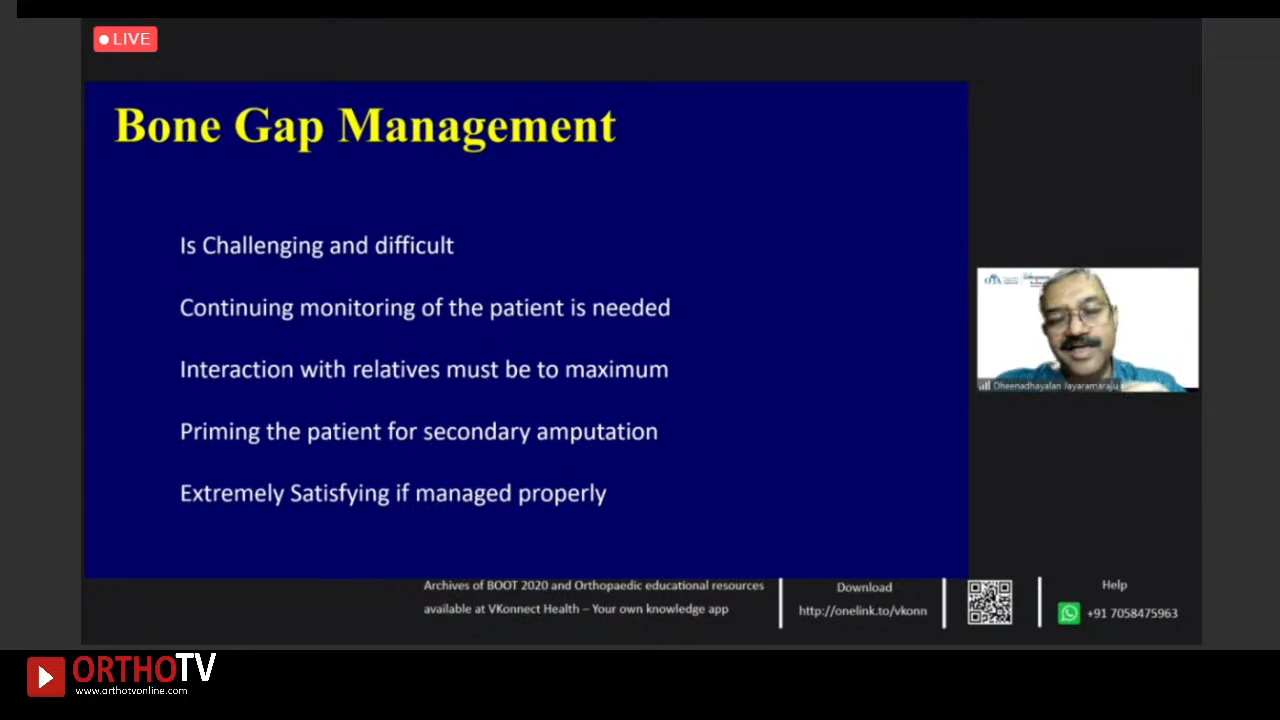 LIVE
Bone Gap Management
Is Challenging and difficult
Continuing monitoring of the patient is needed
Interaction with relatives must be to maximum
Priming the patient for secondary amputation
Extremely Satisfying if managed properly
OTA
Dheenadhayalan Jayaramaraju
Archives of BOOT 2020 and Orthopaedic educational resources
available at VKonnect Health – Your own knowledge app
Download
http://onelink.to/vkonn
Help
+91 7058475963
ORTHOTV
www.orthotvonline.com